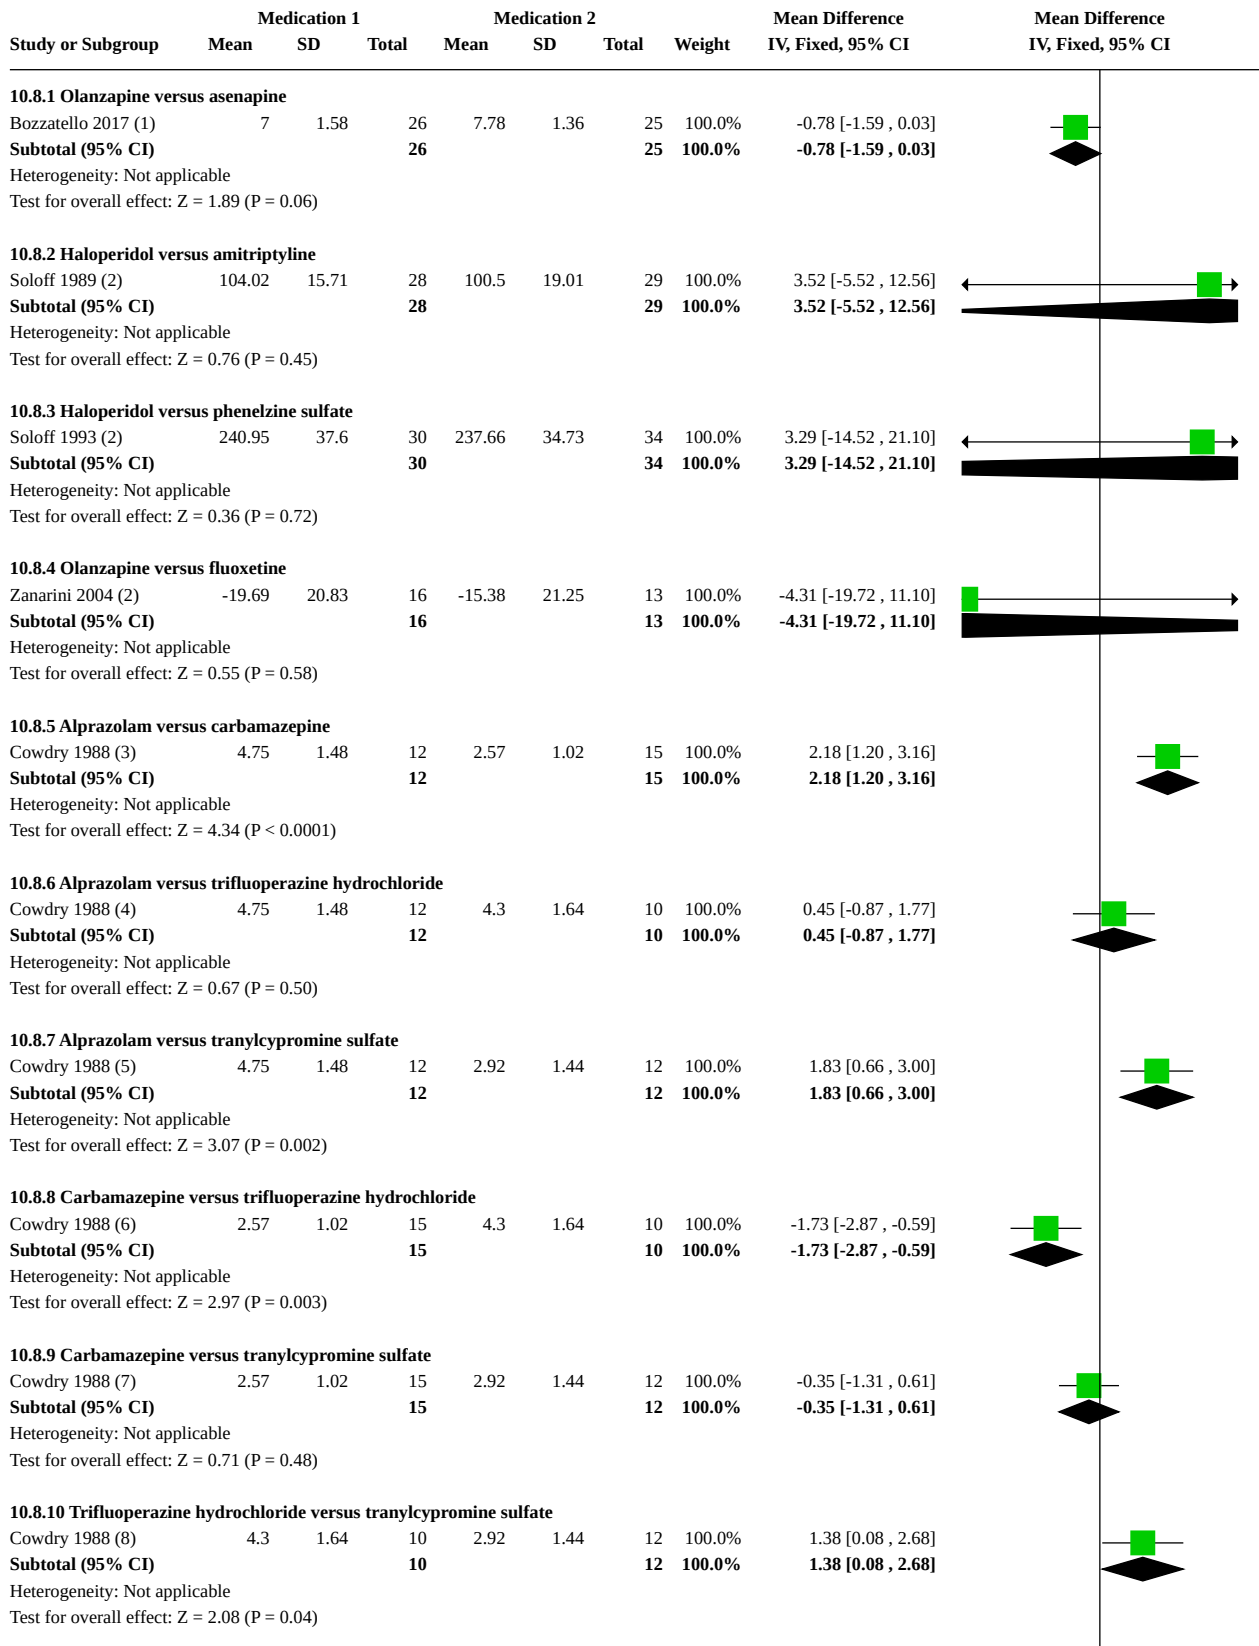 Medication 1 Medication 2 Mean Difference Mean Difference
Study or Subgroup Mean SD Total Mean SD Total Weight IV, Fixed, 95% CI IV, Fixed, 95% CI
10.8.1 Olanzapine versus asenapine
Bozzatello 2017 (1) 7 1.58 26 7.78 1.36 25 100.0% -0.78 [-1.59 , 0.03]
Subtotal (95% CI) 26 25 100.0% -0.78 [-1.59 , 0.03]
Heterogeneity: Not applicable
Test for overall effect: Z = 1.89 (P = 0.06)
10.8.2 Haloperidol versus amitriptyline
Soloff 1989 (2) 104.02 15.71 28 100.5 19.01 29 100.0% 3.52 [-5.52 , 12.56]
Subtotal (95% CI) 28 29 100.0% 3.52 [-5.52 , 12.56]
Heterogeneity: Not applicable
Test for overall effect: Z = 0.76 (P = 0.45)
10.8.3 Haloperidol versus phenelzine sulfate
Soloff 1993 (2) 240.95 37.6 30 237.66 34.73 34 100.0% 3.29 [-14.52 , 21.10]
Subtotal (95% CI) 30 34 100.0% 3.29 [-14.52 , 21.10]
Heterogeneity: Not applicable
Test for overall effect: Z = 0.36 (P = 0.72)
10.8.4 Olanzapine versus fluoxetine
Zanarini 2004 (2) -19.69 20.83 16 -15.38 21.25 13 100.0% -4.31 [-19.72 , 11.10]
Subtotal (95% CI) 16 13 100.0% -4.31 [-19.72 , 11.10]
Heterogeneity: Not applicable
Test for overall effect: Z = 0.55 (P = 0.58)
10.8.5 Alprazolam versus carbamazepine
Cowdry 1988 (3) 4.75 1.48 12 2.57 1.02 15 100.0% 2.18 [1.20 , 3.16]
Subtotal (95% CI) 12 15 100.0% 2.18 [1.20 , 3.16]
Heterogeneity: Not applicable
Test for overall effect: Z = 4.34 (P < 0.0001)
10.8.6 Alprazolam versus trifluoperazine hydrochloride
Cowdry 1988 (4) 4.75 1.48 12 4.3 1.64 10 100.0% 0.45 [-0.87 , 1.77]
Subtotal (95% CI) 12 10 100.0% 0.45 [-0.87 , 1.77]
Heterogeneity: Not applicable
Test for overall effect: Z = 0.67 (P = 0.50)
10.8.7 Alprazolam versus tranylcypromine sulfate
Cowdry 1988 (5) 4.75 1.48 12 2.92 1.44 12 100.0% 1.83 [0.66 , 3.00]
Subtotal (95% CI) 12 12 100.0% 1.83 [0.66 , 3.00]
Heterogeneity: Not applicable
Test for overall effect: Z = 3.07 (P = 0.002)
10.8.8 Carbamazepine versus trifluoperazine hydrochloride
Cowdry 1988 (6) 2.57 1.02 15 4.3 1.64 10 100.0% -1.73 [-2.87 , -0.59]
Subtotal (95% CI) 15 10 100.0% -1.73 [-2.87 , -0.59]
Heterogeneity: Not applicable
Test for overall effect: Z = 2.97 (P = 0.003)
10.8.9 Carbamazepine versus tranylcypromine sulfate
Cowdry 1988 (7) 2.57 1.02 15 2.92 1.44 12 100.0% -0.35 [-1.31 , 0.61]
Subtotal (95% CI) 15 12 100.0% -0.35 [-1.31 , 0.61]
Heterogeneity: Not applicable
Test for overall effect: Z = 0.71 (P = 0.48)
10.8.10 Trifluoperazine hydrochloride versus tranylcypromine sulfate
Cowdry 1988 (8) 4.3 1.64 10 2.92 1.44 12 100.0% 1.38 [0.08 , 2.68]
Subtotal (95% CI) 10 12 100.0% 1.38 [0.08 , 2.68]
Heterogeneity: Not applicable
Test for overall effect: Z = 2.08 (P = 0.04)